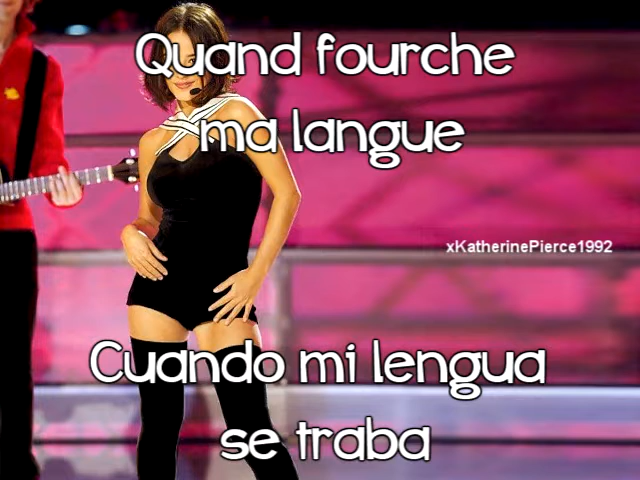 Quand fourche
ma langue
xKatherinePierce1992
Cuando mi lengua
se traba